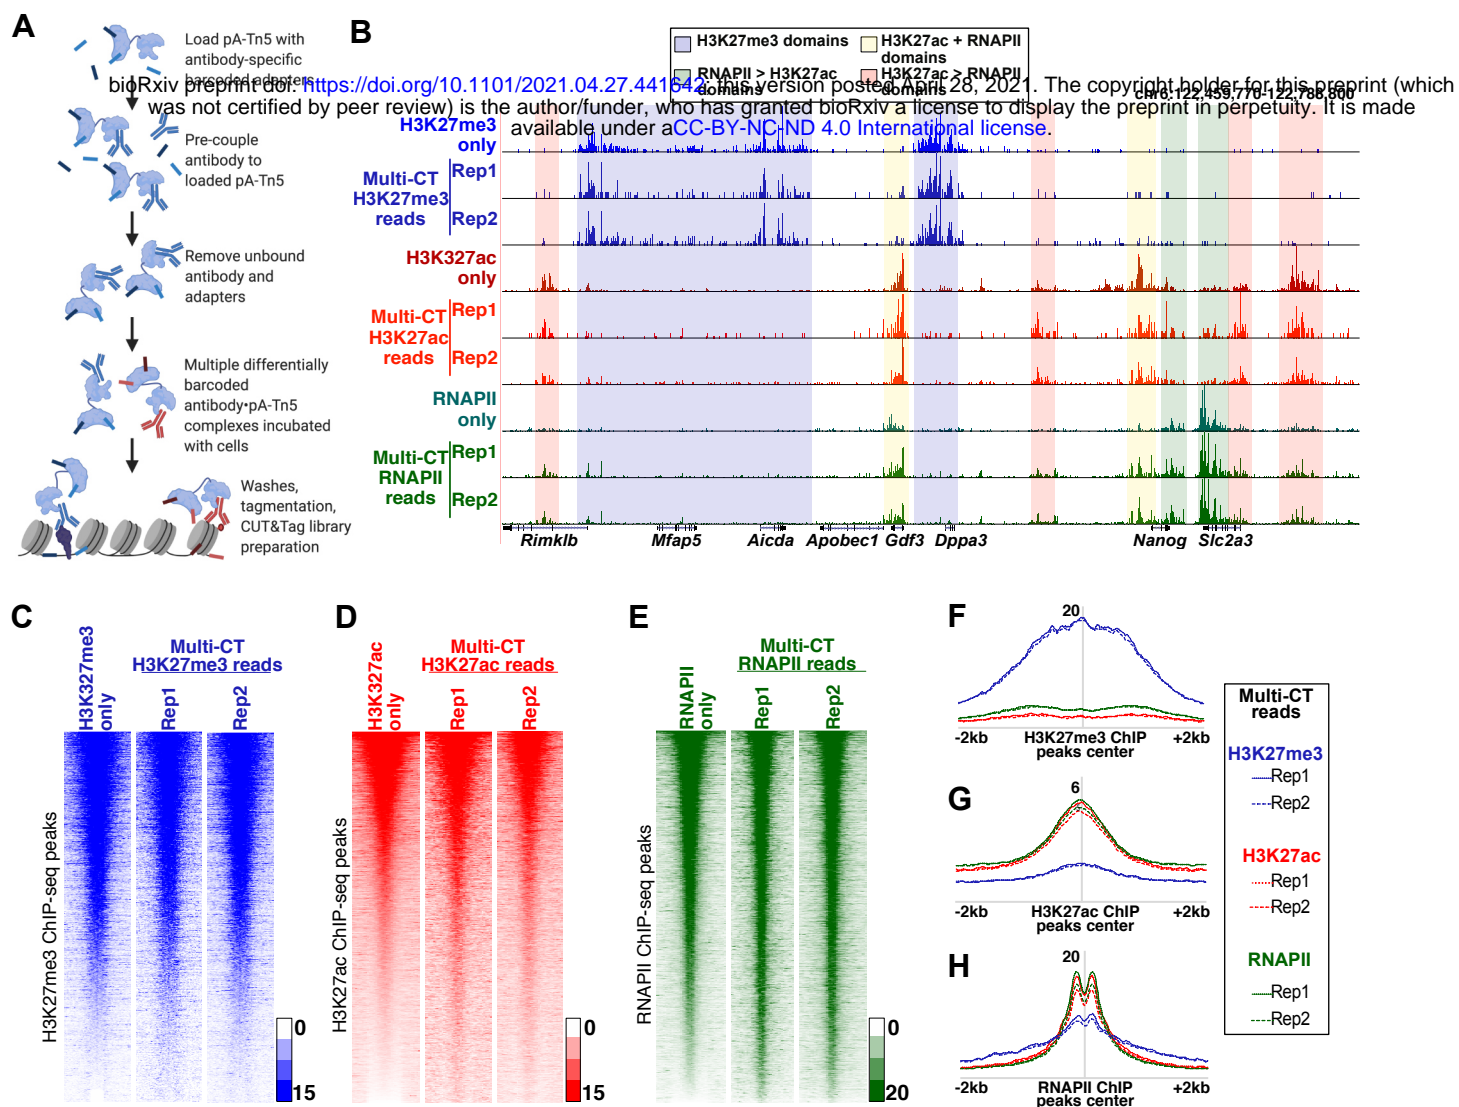 A
Load pA-Tn5 with
antibody-specific
barcoded adapters
Pre-couple
antibody to
loaded pA-Tn5
Remove unbound
antibody and
adapters
Multiple differentially
barcoded
antibody•pA-Tn5
complexes incubated
with cells
Washes,
tagmentation,
CUT&Tag library
preparation
B
H3K27me3 domains
H3K27ac + RNAPII
domains
RNAPII > H3K27ac
domains
H3K27ac > RNAPII
domains
bioRxiv preprint doi: https://doi.org/10.1101/2021.04.27.441642; this version posted April 28, 2021. The copyright holder for this preprint (which
was not certified by peer review) is the author/funder, who has granted bioRxiv a license to display the preprint in perpetuity. It is made
available under aCC-BY-NC-ND 4.0 International license.
chr6:122,459,770-122,788,800
H3K27me3
only
Multi-CT
H3K27me3
reads
Rep1
Rep2
H3K327ac
only
Multi-CT
H3K27ac
reads
Rep1
Rep2
RNAPII
only
Multi-CT
RNAPII
reads
Rep1
Rep2
Rimklb Mfap5 Aicda Apobec1 Gdf3 Dppa3 Nanog Slc2a3
C
H3K327me3
only
Multi-CT
H3K27me3 reads
Rep1
Rep2
H3K27me3 ChIP-seq peaks
0
15
D
H3K327ac
only
Multi-CT
H3K27ac reads
Rep1
Rep2
H3K27ac ChIP-seq peaks
0
15
E
RNAPII
only
Multi-CT
RNAPII reads
Rep1
Rep2
RNAPII ChIP-seq peaks
0
20
F
20
-2kb H3K27me3 ChIP +2kb
peaks center
G
6
-2kb H3K27ac ChIP +2kb
peaks center
H
20
-2kb RNAPII ChIP +2kb
peaks center
Multi-CT
reads
H3K27me3
Rep1
Rep2
H3K27ac
Rep1
Rep2
RNAPII
Rep1
Rep2